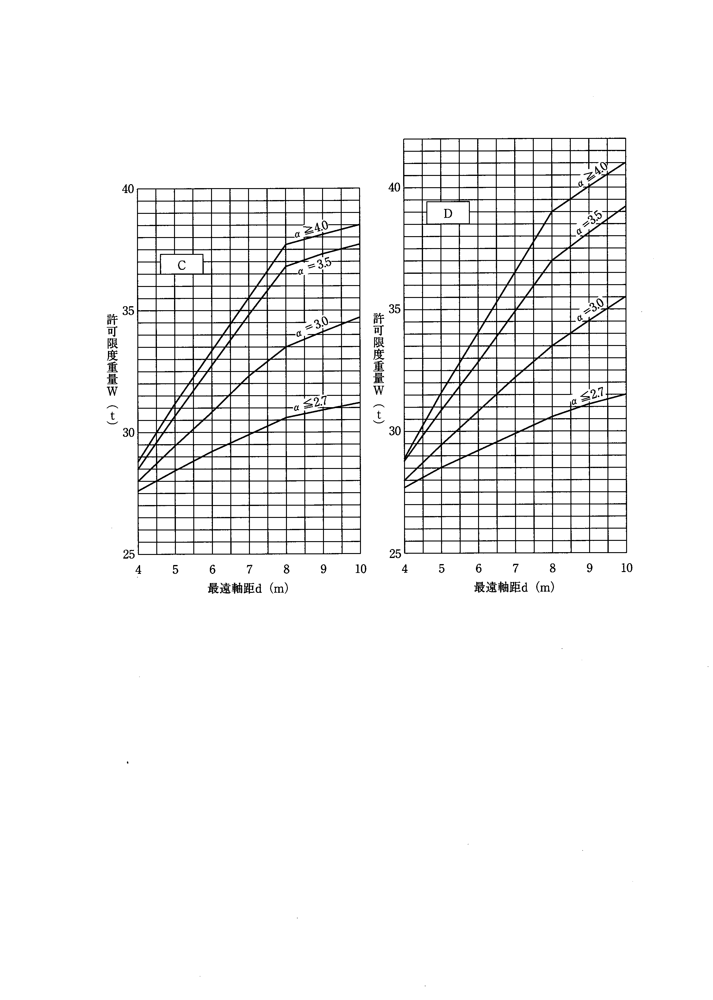 40
α ≧4.0
C
α =3.5
35
α =3.0
許可限度重量W（t）
α ≦2.7
30
25
4 5 6 7 8 9 10
最遠軸距d（m）
α ≧4.0
40
D
α =3.5
35
α =3.0
許可限度重量W（t）
α ≦2.7
30
25
4 5 6 7 8 9 10
最遠軸距d（m）